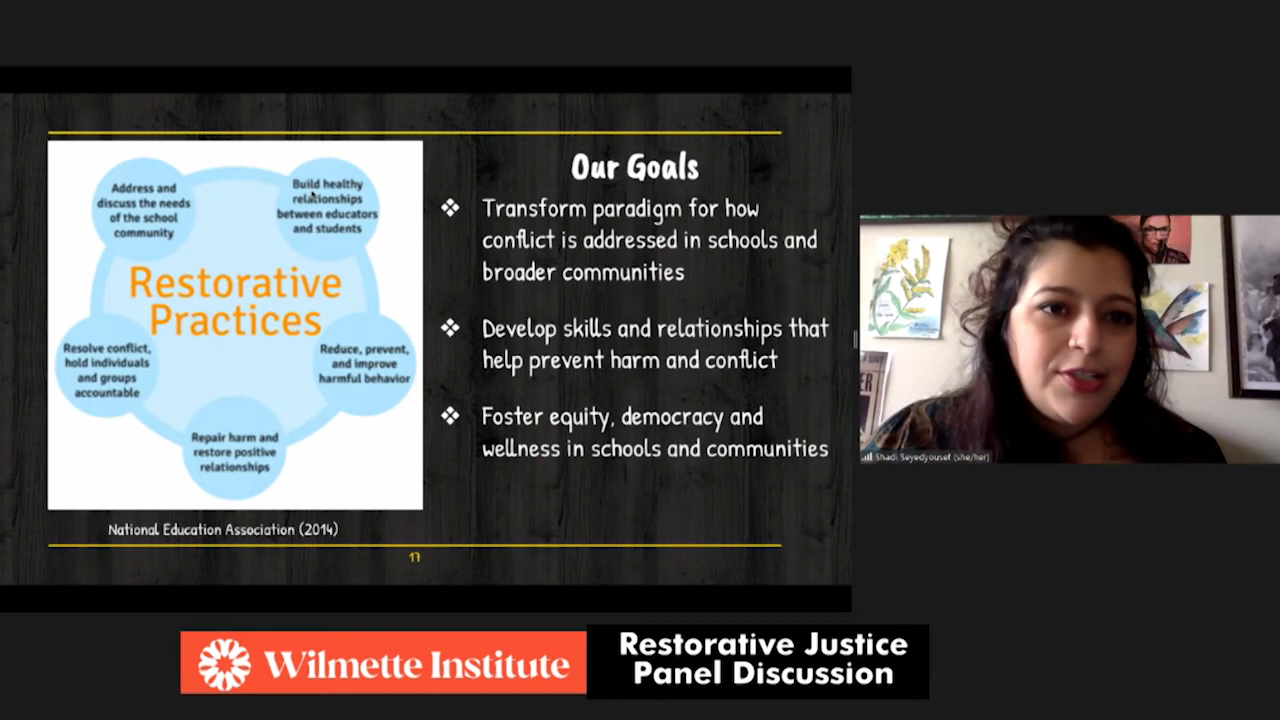 Address and
discuss the needs
of the school
community
Build healthy
relationships
between educators
and students
Restorative
Practices
Resolve conflict,
hold individuals
and groups
accountable
Reduce, prevent,
and improve
harmful behavior
Repair harm and
restore positive
relationships
National Education Association (2014)
Our Goals
❖ Transform paradigm for how
conflict is addressed in schools and
broader communities
❖ Develop skills and relationships that
help prevent harm and conflict
❖ Foster equity, democracy and
wellness in schools and communities
17
Shadi Seyedyousef (she/her)
Wilmette Institute
Restorative Justice
Panel Discussion